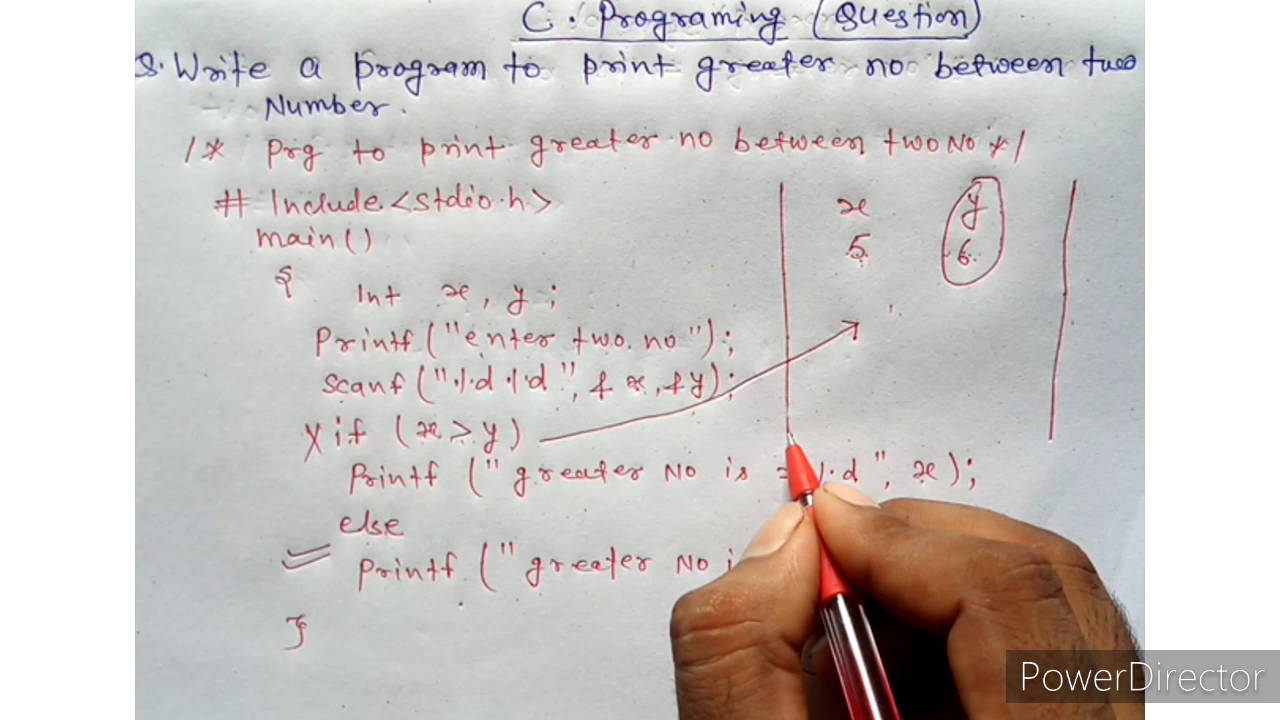 C. Programing (Question)
Q. Write a program to print greater no between two
Number.
/* Prg to print greater no between two No */
# Include <stdio.h>
main()
{
Int x, y ;
Printf ("enter two. no");
scanf ("%d %d", & x, & y);
X if (x > y)
Printf ("greater No is = %d", x);
else
Printf ("greater No i
}
x y
5 6
PowerDirector